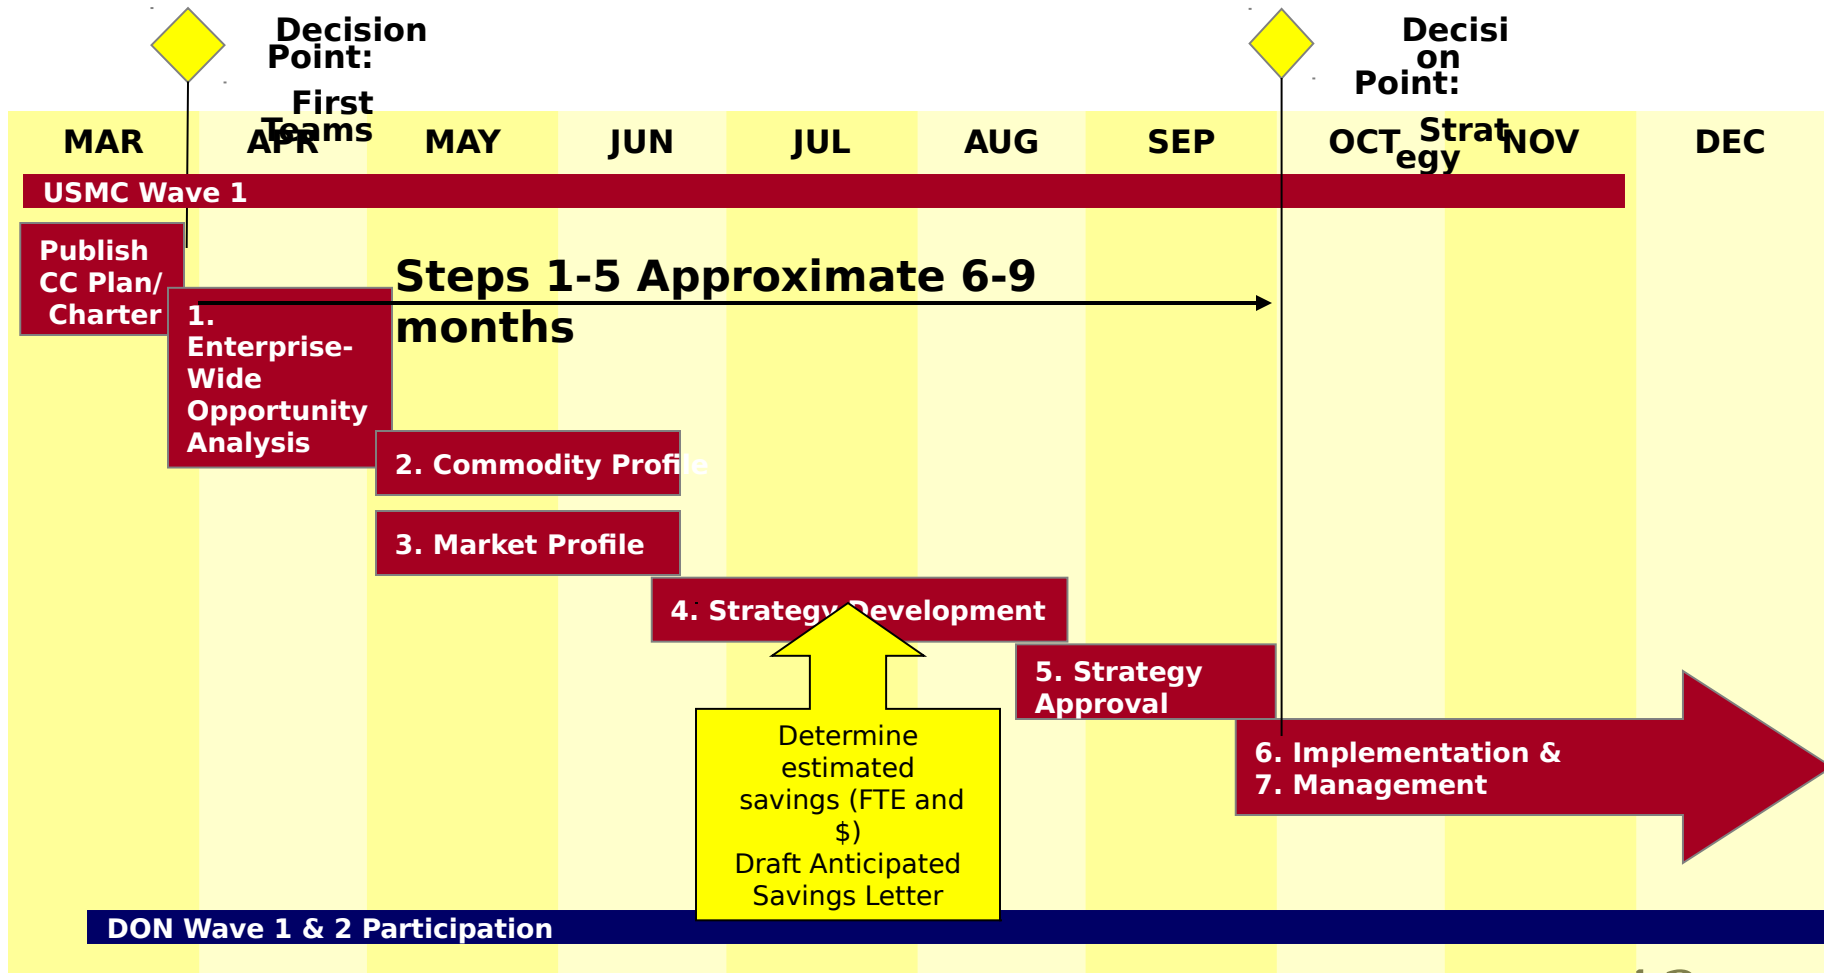 Decision
Point:
First
Teams
Decisi
on
Point:
Strat
egy
MAR APR MAY JUN JUL AUG SEP OCT NOV DEC
USMC Wave 1
Publish
CC Plan/
Charter
Steps 1-5 Approximate 6-9
months
1.
Enterprise-
Wide
Opportunity
Analysis
2. Commodity Profile
3. Market Profile
4. Strategy Development
5. Strategy
Approval
6. Implementation &
7. Management
Determine
estimated
savings (FTE and
$)
Draft Anticipated
Savings Letter
DON Wave 1 & 2 Participation